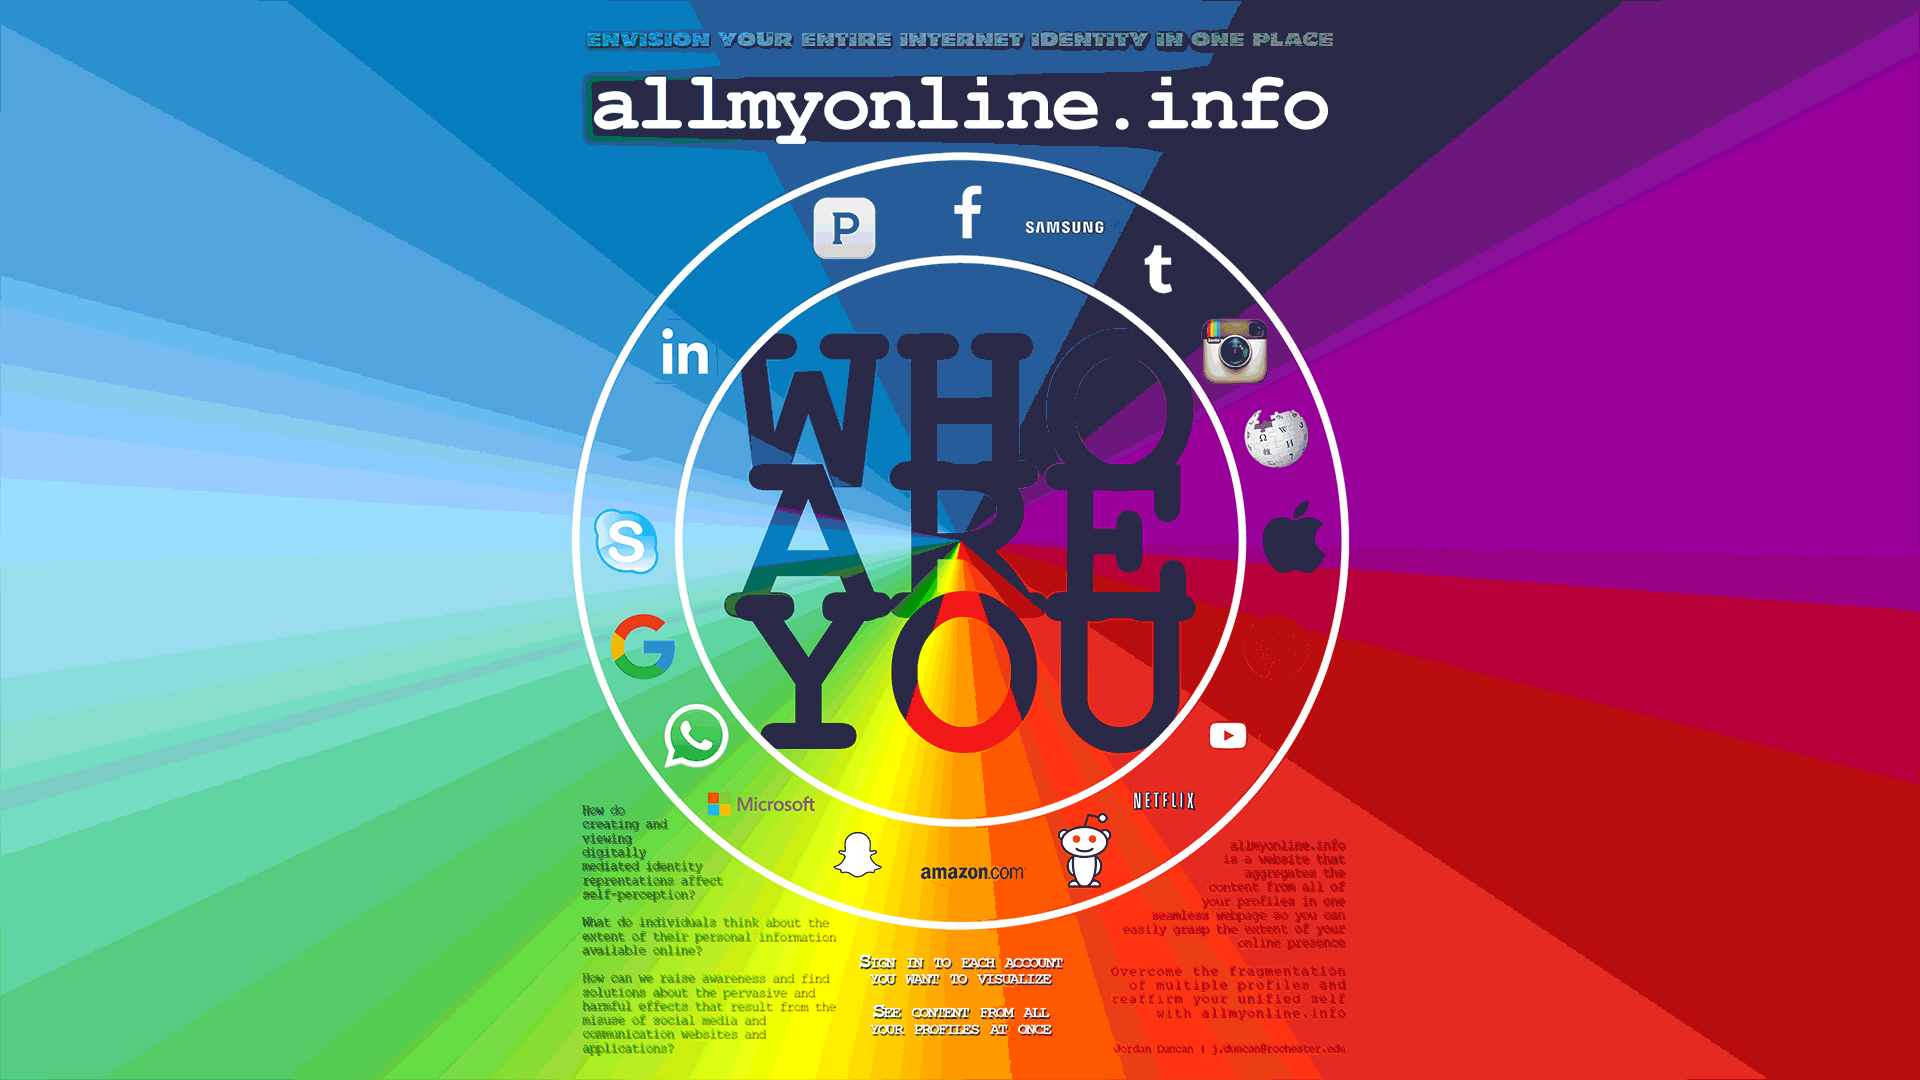 ENVISION YOUR ENTIRE INTERNET IDENTITY IN ONE PLACE
allmyonline.info
P
f
SAMSUNG
t
in
W
Ω
H
7
S
G
WHO
ARE
YOU
Microsoft
NETFLIX
amazon.com
How do
creating and
viewing
digitally
mediated identity
reprentations affect
self-perception?
What do individuals think about the
extent of their personal information
available online?
How can we raise awareness and find
solutions about the pervasive and
harmful effects that result from the
misuse of social media and
communication websites and
applications?
SIGN IN TO EACH ACCOUNT
YOU WANT TO VISUALIZE
SEE CONTENT FROM ALL
YOUR PROFILES AT ONCE
allmyonline.info
is a website that
aggregates the
content from all of
your profiles in one
seamless webpage so you can
easily grasp the extent of your
online presence
Overcome the fragmentation
of multiple profiles and
reaffirm your unified self
with allmyonline.info
Jordan Duncan | j.duncan@rochester.edu